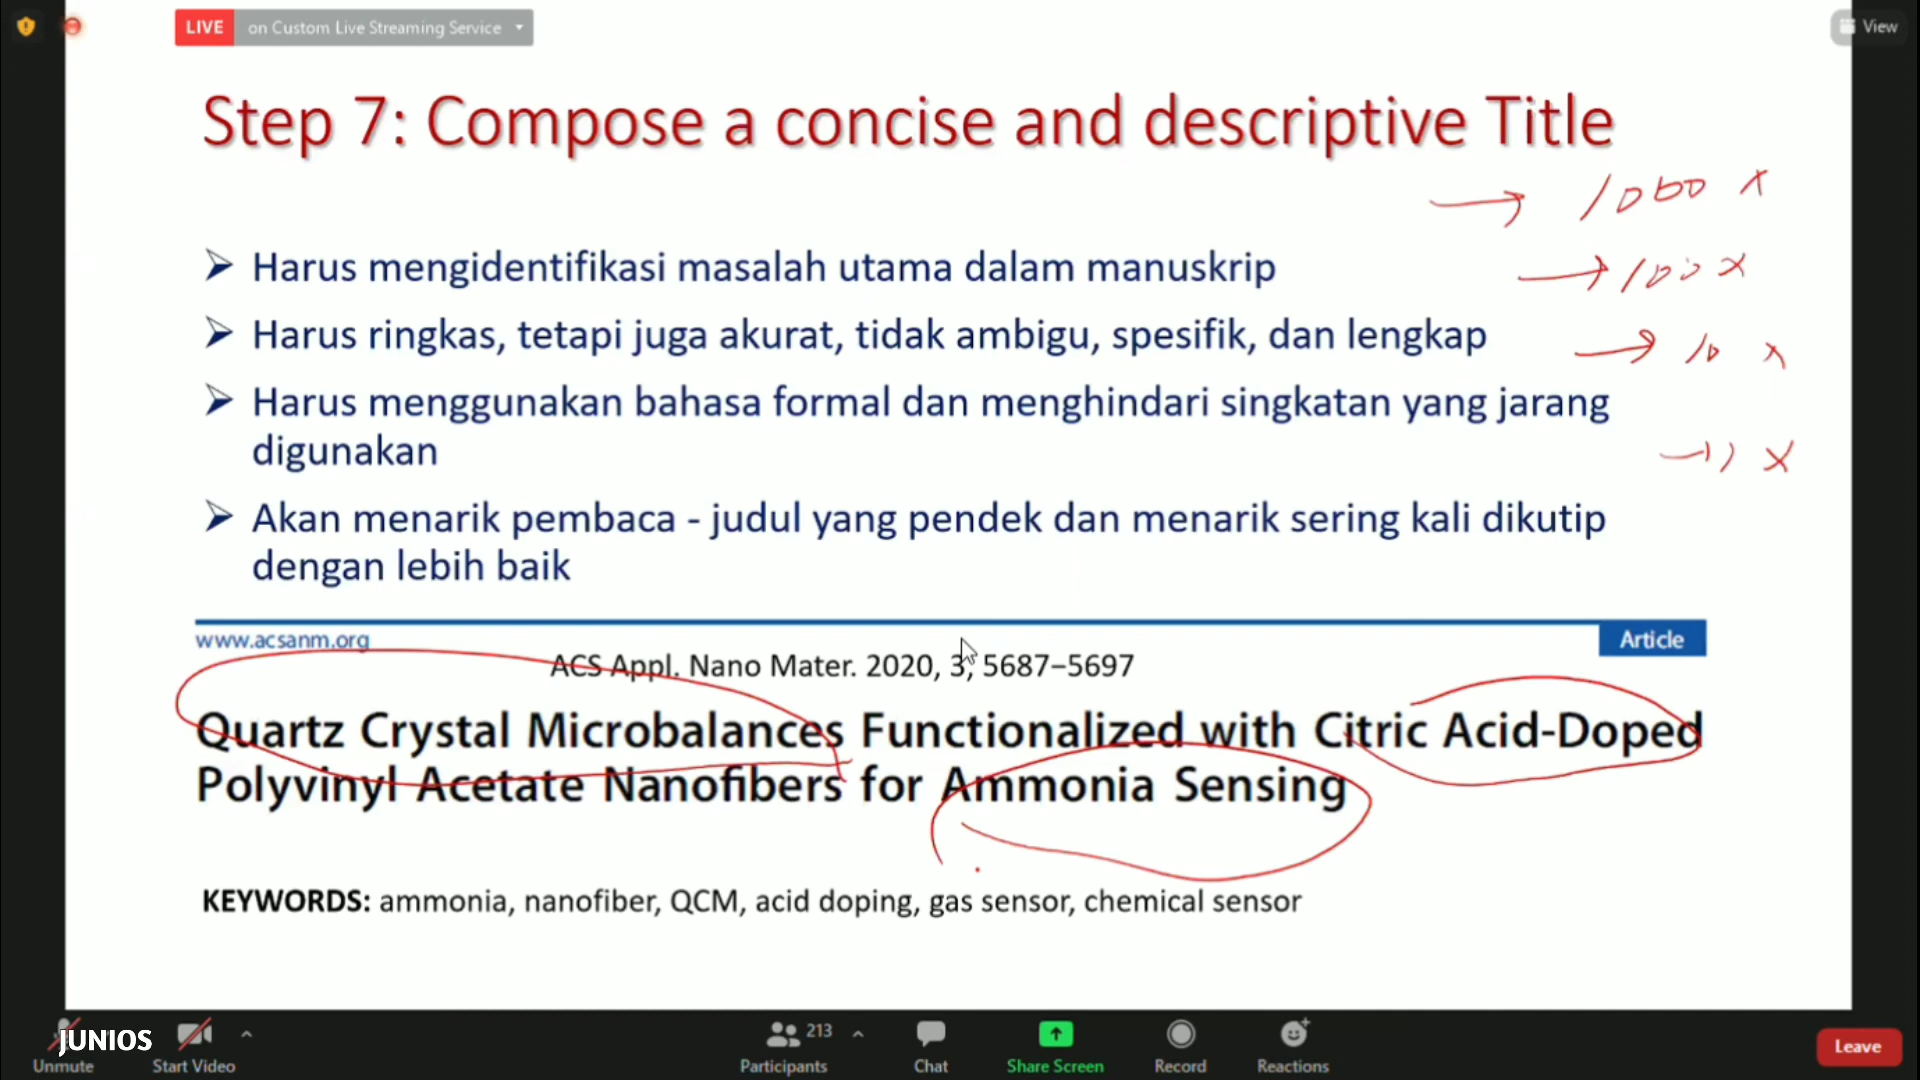 LIVE on Custom Live Streaming Service
View
Step 7: Compose a concise and descriptive Title
1000 x
Harus mengidentifikasi masalah utama dalam manuskrip
100 x
Harus ringkas, tetapi juga akurat, tidak ambigu, spesifik, dan lengkap
10 x
Harus menggunakan bahasa formal dan menghindari singkatan yang jarang
digunakan
x
Akan menarik pembaca - judul yang pendek dan menarik sering kali dikutip
dengan lebih baik
www.acsanm.org
Article
ACS Appl. Nano Mater. 2020, 3, 5687–5697
Quartz Crystal Microbalances Functionalized with Citric Acid-Doped
Polyvinyl Acetate Nanofibers for Ammonia Sensing
KEYWORDS: ammonia, nanofiber, QCM, acid doping, gas sensor, chemical sensor
JUNIOS
213
Unmute Start Video Participants Chat Share Screen Record Reactions Leave